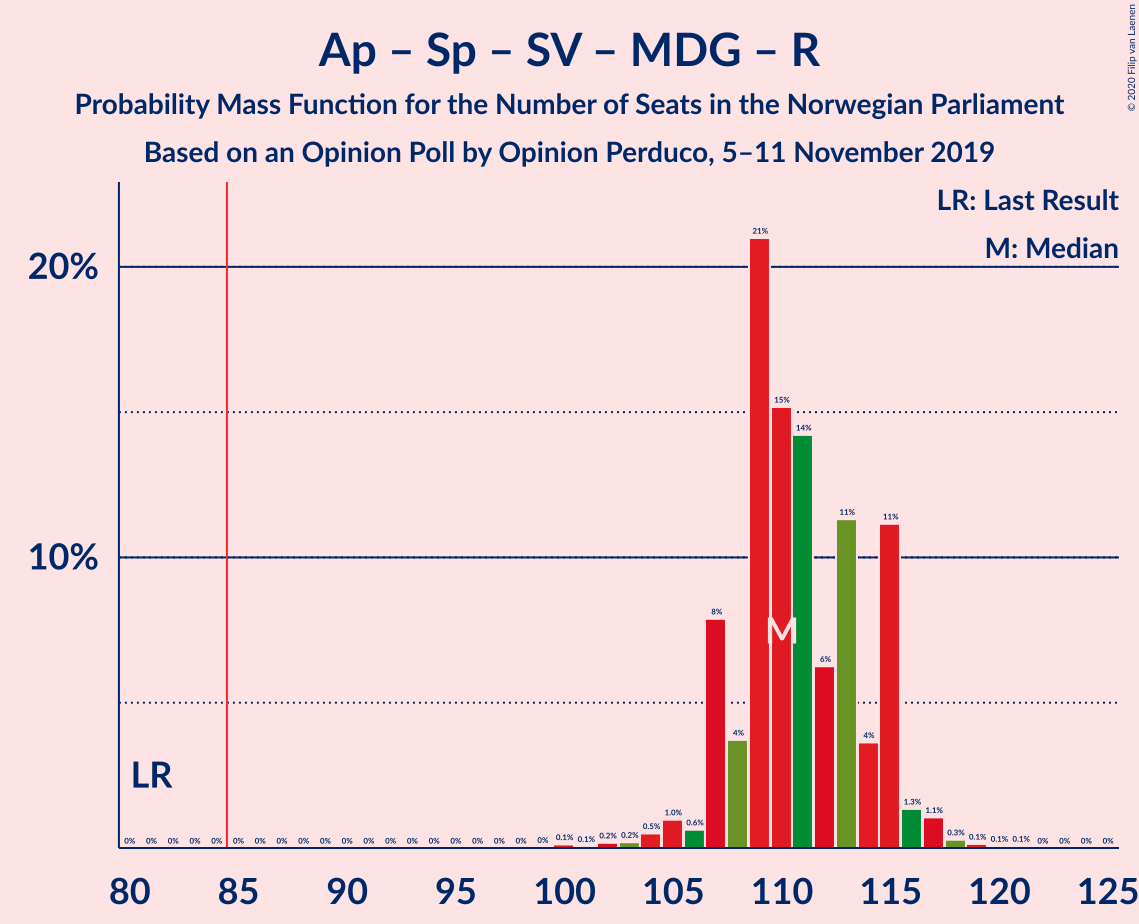 Ap – Sp – SV – MDG – R
Probability Mass Function for the Number of Seats in the Norwegian Parliament
Based on an Opinion Poll by Opinion Perduco, 5–11 November 2019
© 2020 Filip van Laenen
LR: Last Result
M: Median
20%
10%
LR
M
0% 0% 0% 0% 0% 0% 0% 0% 0% 0% 0% 0% 0% 0% 0% 0% 0% 0% 0% 0% 0.1% 0.1% 0.2% 0.2% 0.5% 1.0% 0.6% 8% 4% 21% 15% 14% 6% 11% 4% 11% 1.3% 1.1% 0.3% 0.1% 0.1% 0.1% 0% 0% 0% 0%
80 85 90 95 100 105 110 115 120 125